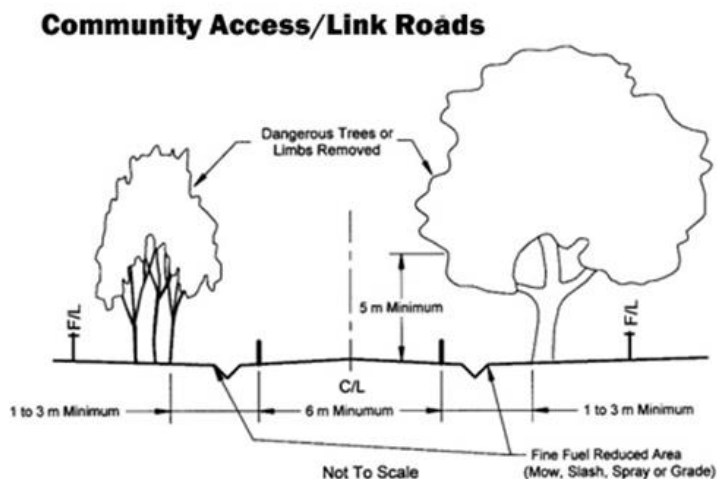 Community Access/Link Roads
Dangerous Trees or
Limbs Removed
F/L
5 m Minimum
F/L
C/L
1 to 3 m Minimum
6 m Minumum
1 to 3 m Minimum
Fine Fuel Reduced Area
(Mow, Slash, Spray or Grade)
Not To Scale